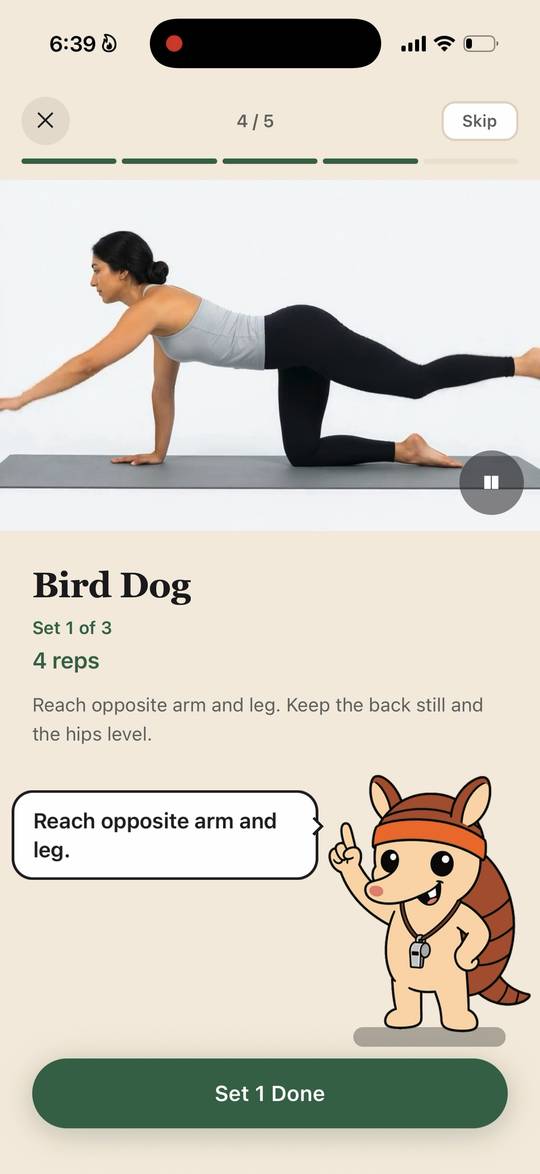 6:39
4 / 5
Skip
Bird Dog
Set 1 of 3
4 reps
Reach opposite arm and leg. Keep the back still and
the hips level.
Reach opposite arm and
leg.
Set 1 Done